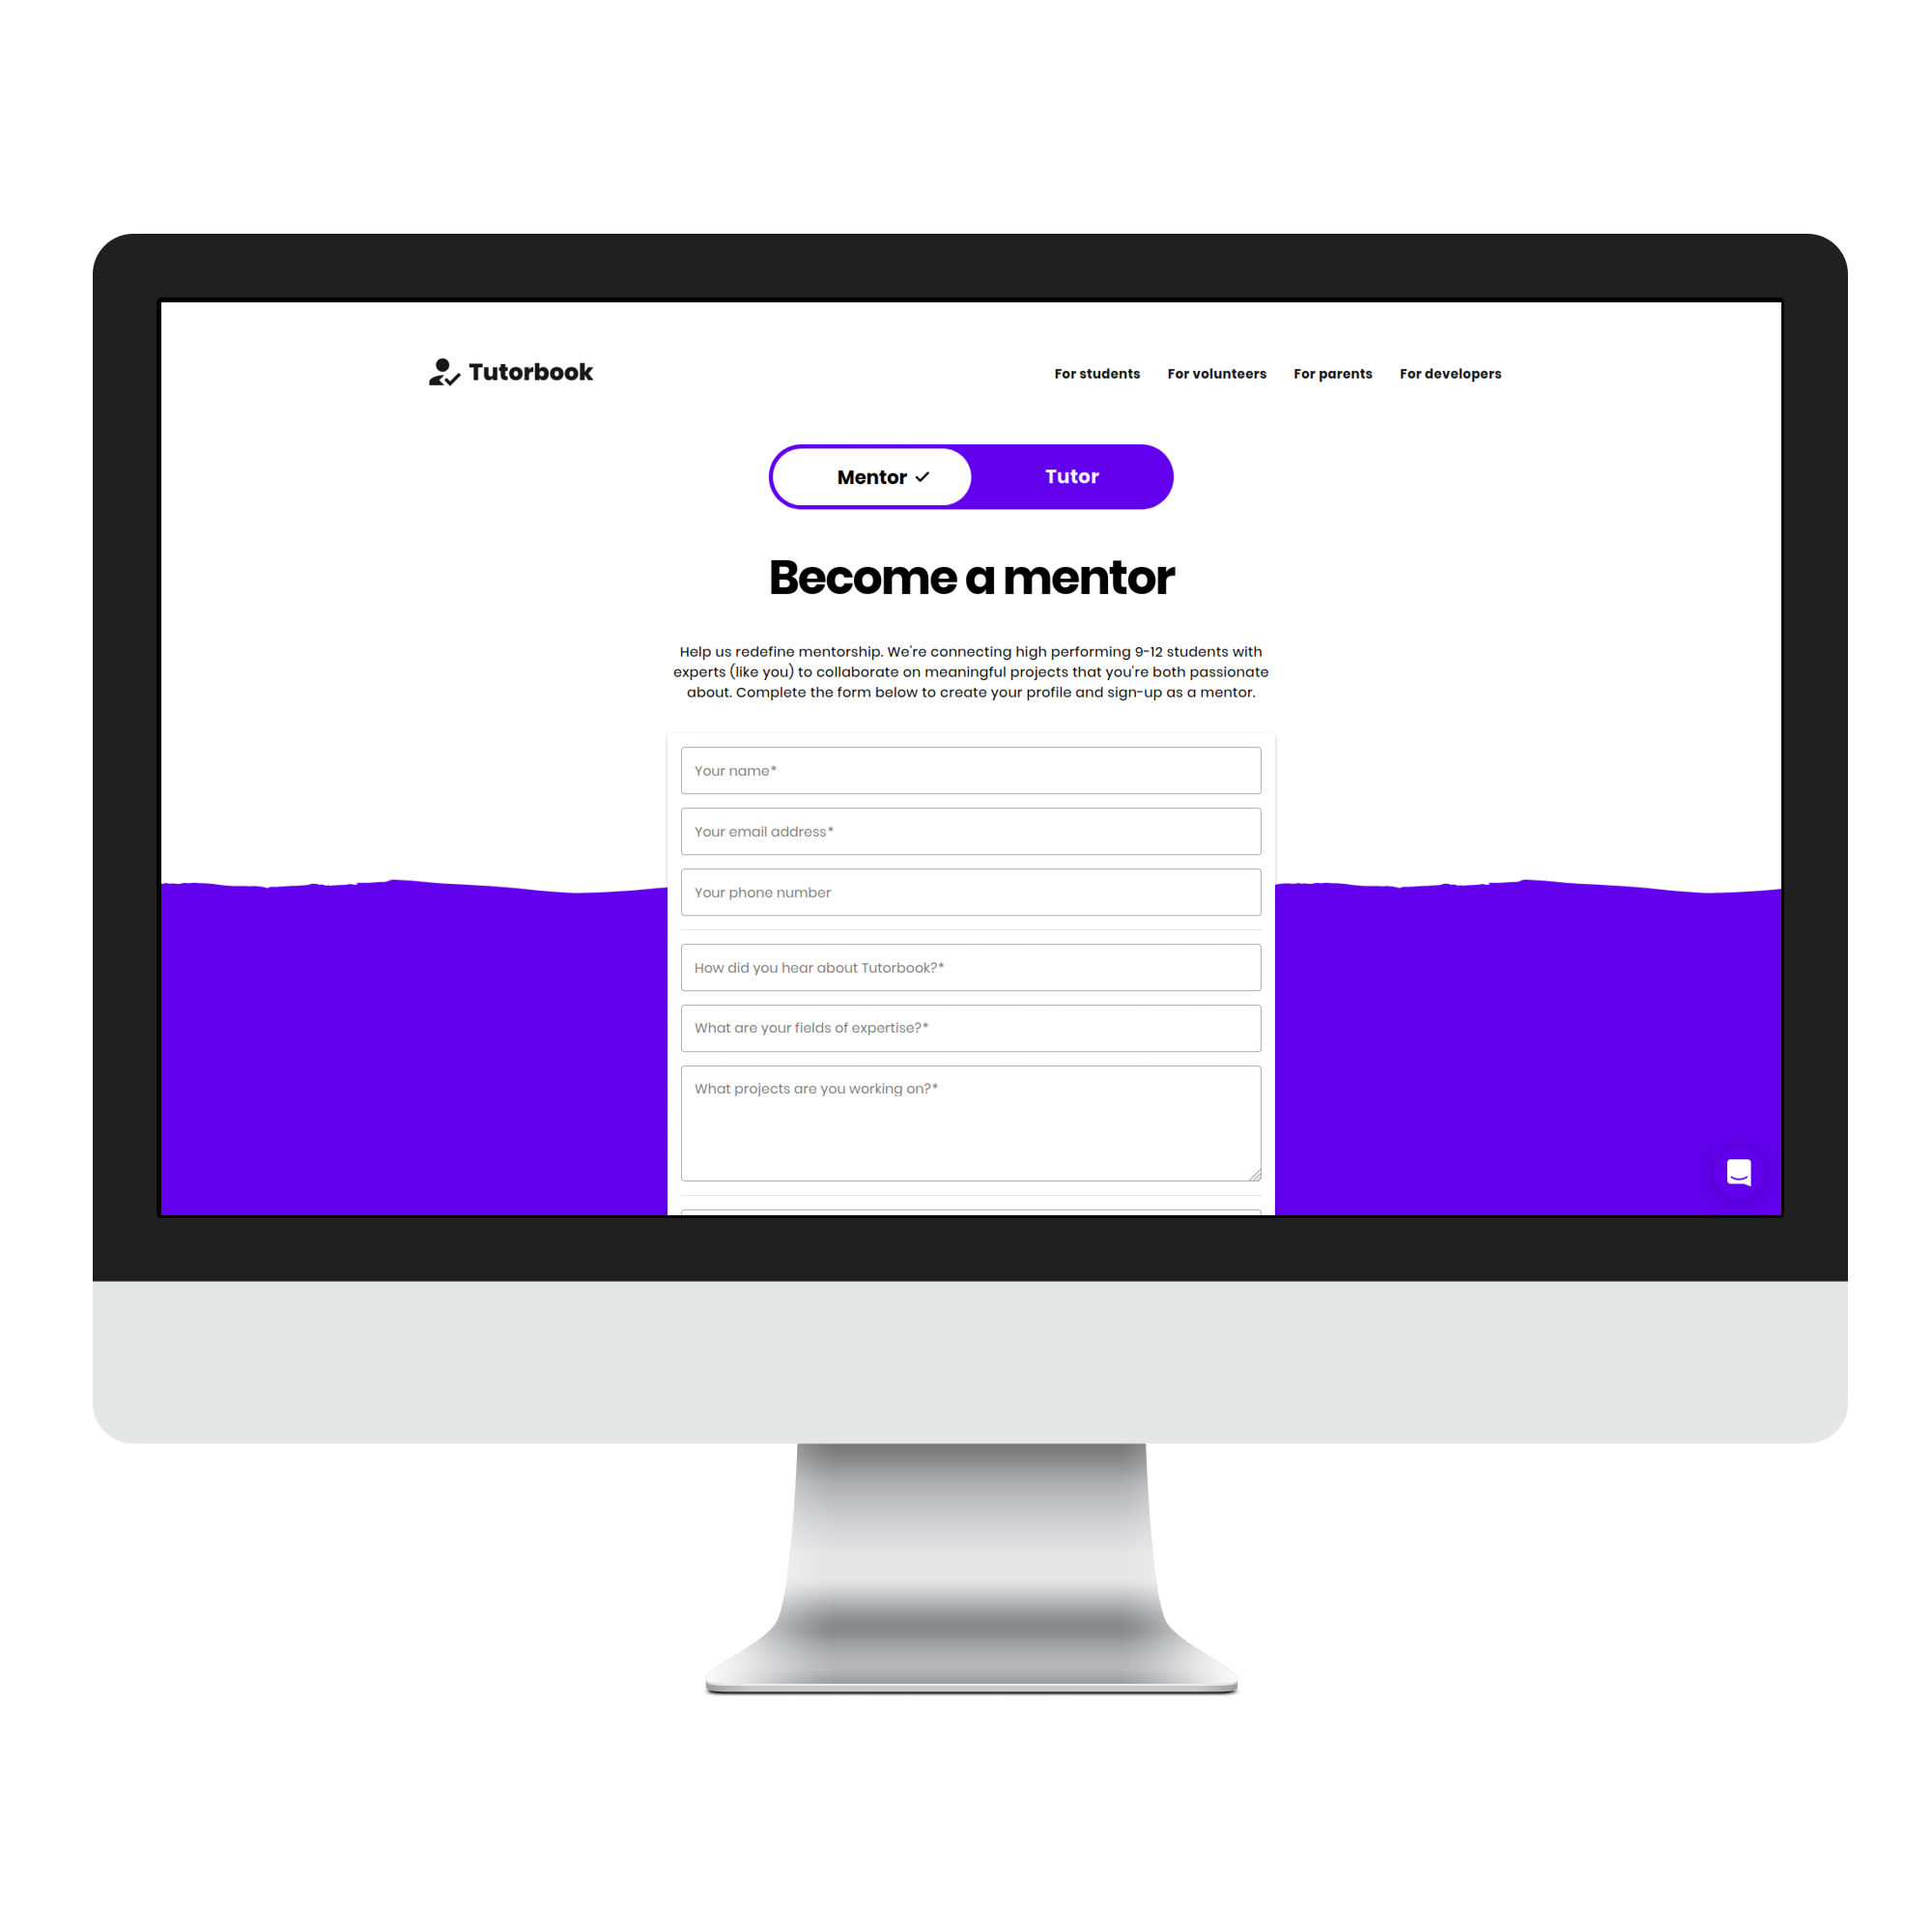 Tutorbook
For students For volunteers For parents For developers
Mentor Tutor
Become a mentor
Help us redefine mentorship. We're connecting high performing 9-12 students with
experts (like you) to collaborate on meaningful projects that you're both passionate
about. Complete the form below to create your profile and sign-up as a mentor.
Your name*
Your email address*
Your phone number
How did you hear about Tutorbook?*
What are your fields of expertise?*
What projects are you working on?*